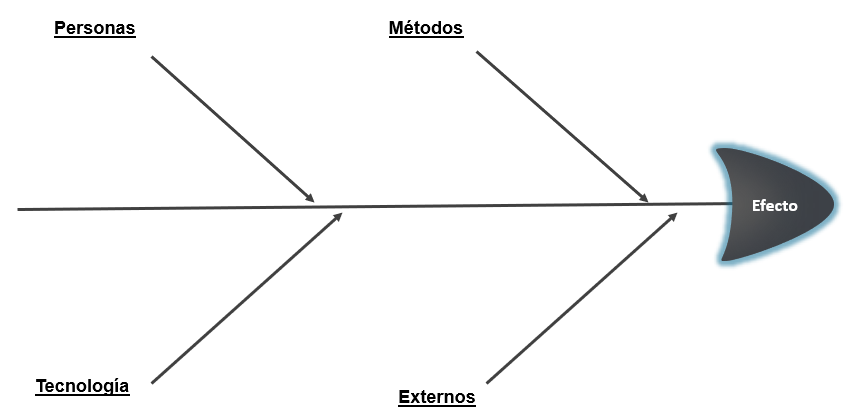 Personas
Métodos
Efecto
Tecnología
Externos